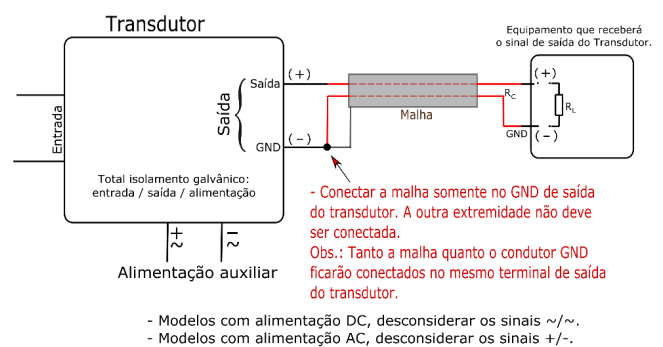 Transdutor
Equipamento que receberá
o sinal de saída do Transdutor.
Entrada
Saída
Saída
(+)
GND
(-)
Malha
RC
GND
(+)
RL
(-)
Total isolamento galvânico:
entrada / saída / alimentação
+
~
−
~
Alimentação auxiliar
- Conectar a malha somente no GND de saída
do transdutor. A outra extremidade não deve
ser conectada.
Obs.: Tanto a malha quanto o condutor GND
ficarão conectados no mesmo terminal de saída
do transdutor.
- Modelos com alimentação DC, desconsiderar os sinais ~/~.
- Modelos com alimentação AC, desconsiderar os sinais +/-.